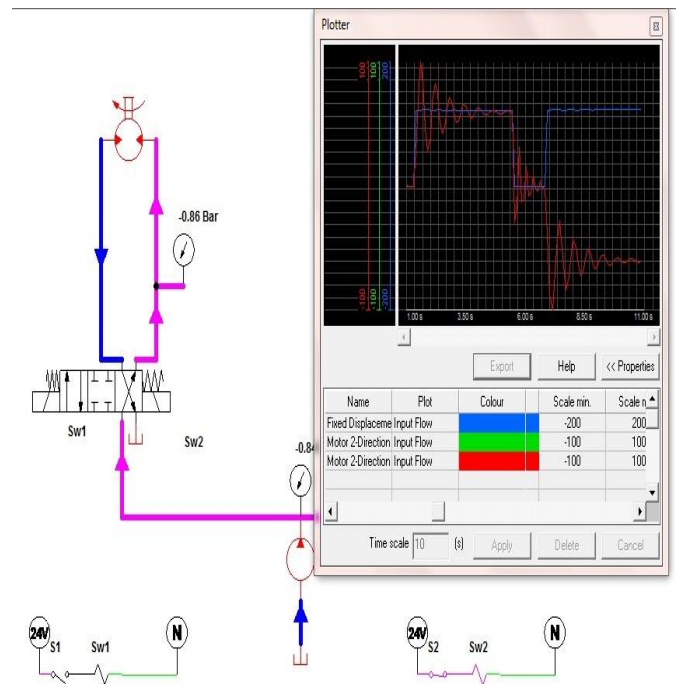 Plotter
100
100
200
-100
-100
-200
1.00 s
3.50 s
6.00 s
8.50 s
11.00 s
Export
Help
<< Properties
Name
Plot
Colour
Scale min.
Scale
Fixed Displaceme
Input Flow
-200
200
Motor 2-Direction
Input Flow
-100
100
Motor 2-Direction
Input Flow
-100
100
Time scale
10
(s)
Apply
Delete
Cancel
-0.86 Bar
Sw1
Sw2
-0.84
24V
S1
Sw1
N
24V
S2
Sw2
N